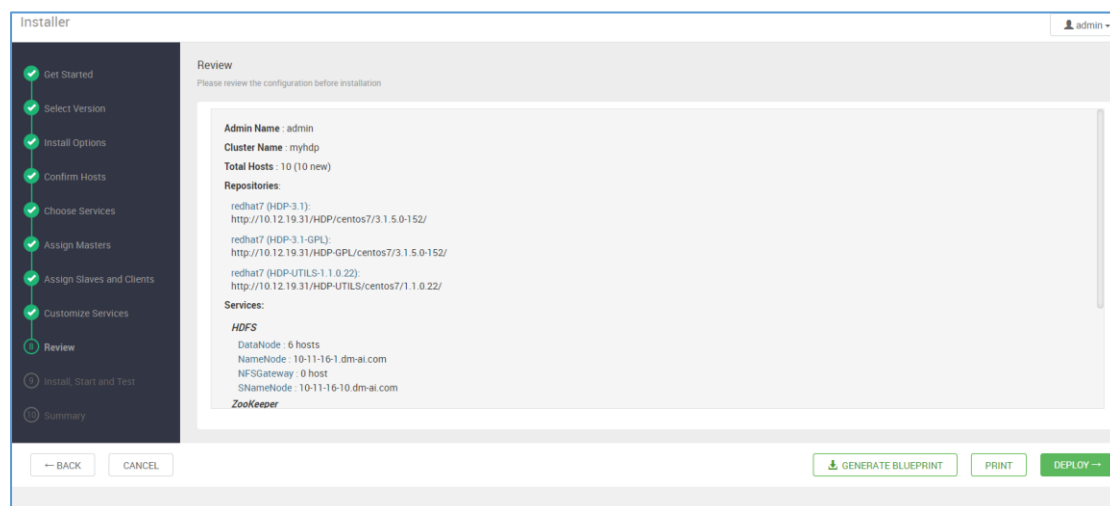 Installer
admin
Get Started
Select Version
Install Options
Confirm Hosts
Choose Services
Assign Masters
Assign Slaves and Clients
Customize Services
8 Review
9 Install, Start and Test
10 Summary
Review
Please review the configuration before installation
Admin Name : admin
Cluster Name : myhdp
Total Hosts : 10 (10 new)
Repositories:
redhat7 (HDP-3.1):
http://10.12.19.31/HDP/centos7/3.1.5.0-152/
redhat7 (HDP-3.1-GPL):
http://10.12.19.31/HDP-GPL/centos7/3.1.5.0-152/
redhat7 (HDP-UTILS-1.1.0.22):
http://10.12.19.31/HDP-UTILS/centos7/1.1.0.22/
Services:
HDFS
DataNode : 6 hosts
NameNode : 10-11-16-1.dm-ai.com
NFSGateway : 0 host
SNameNode : 10-11-16-10.dm-ai.com
ZooKeeper
← BACK
CANCEL
GENERATE BLUEPRINT
PRINT
DEPLOY →